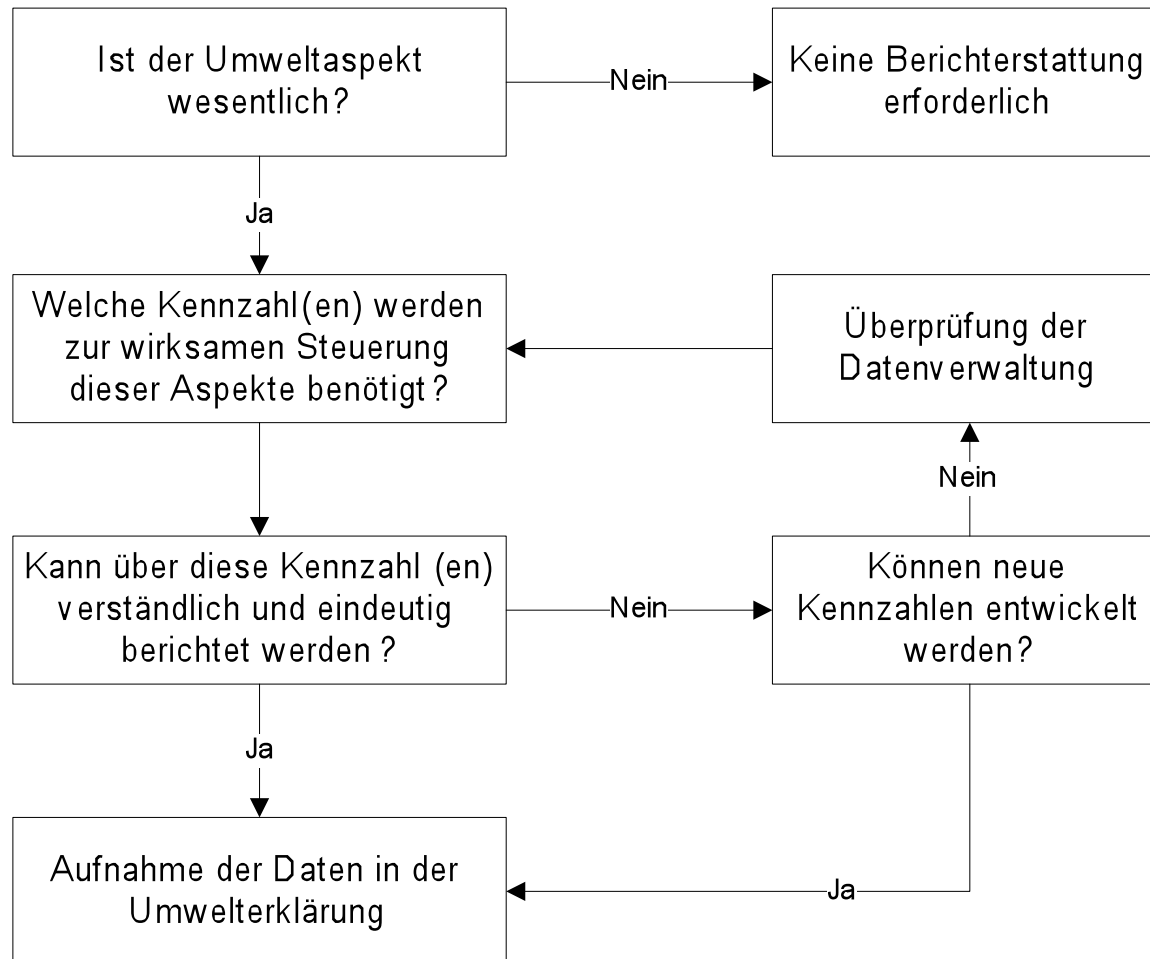 Ist der Umweltaspekt
wesentlich?
Nein
Keine Berichterstattung
erforderlich
Ja
Welche Kennzahl(en) werden
zur wirksamen Steuerung
dieser Aspekte benötigt?
Überprüfung der
Datenverwaltung
Nein
Kann über diese Kennzahl (en)
verständlich und eindeutig
berichtet werden?
Nein
Können neue
Kennzahlen entwickelt
werden?
Ja
Aufnahme der Daten in der
Umwelterklärung
Ja